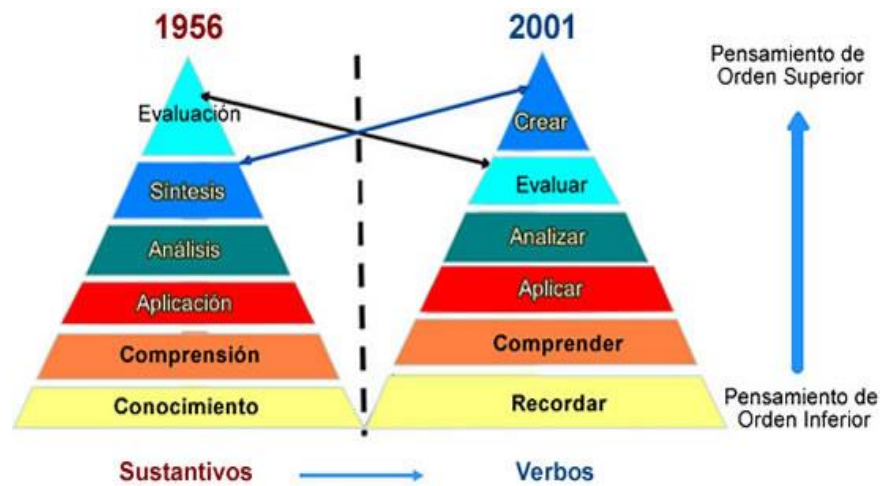 1956
2001
Pensamiento de
Orden Superior
Evaluación
Síntesis
Análisis
Aplicación
Comprensión
Conocimiento
Crear
Evaluar
Analizar
Aplicar
Comprender
Recordar
Pensamiento de
Orden Inferior
Sustantivos
Verbos